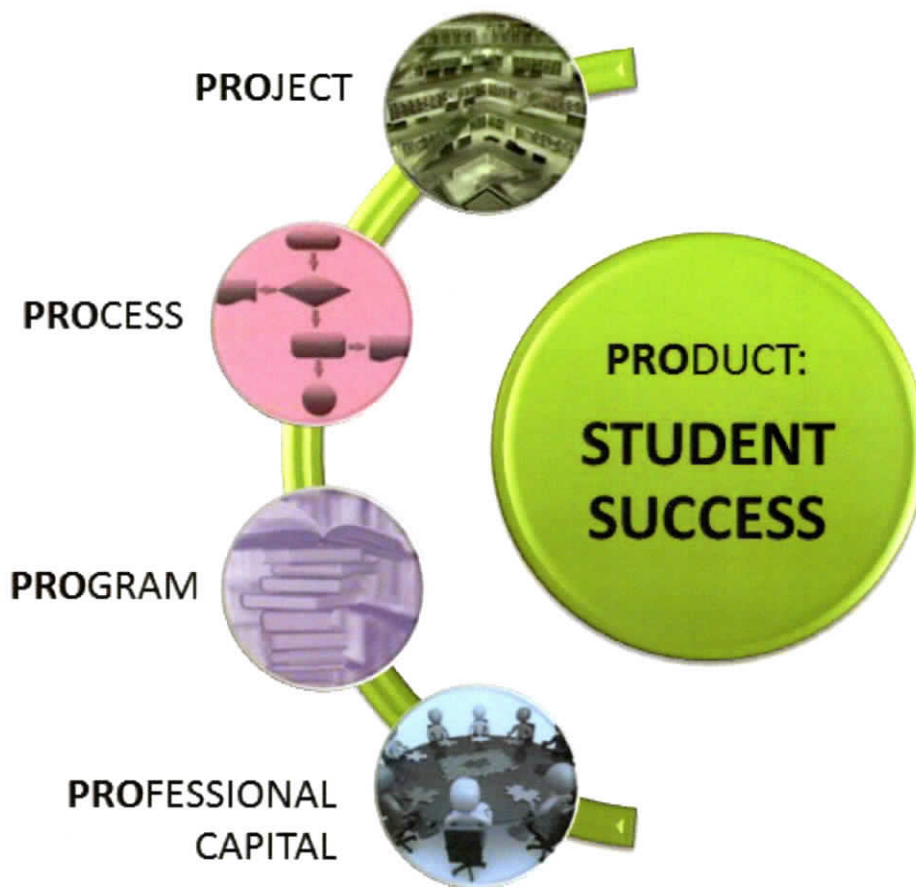 PROJECT
PROCESS
PRODUCT:
STUDENT
SUCCESS
PROGRAM
PROFESSIONAL
CAPITAL